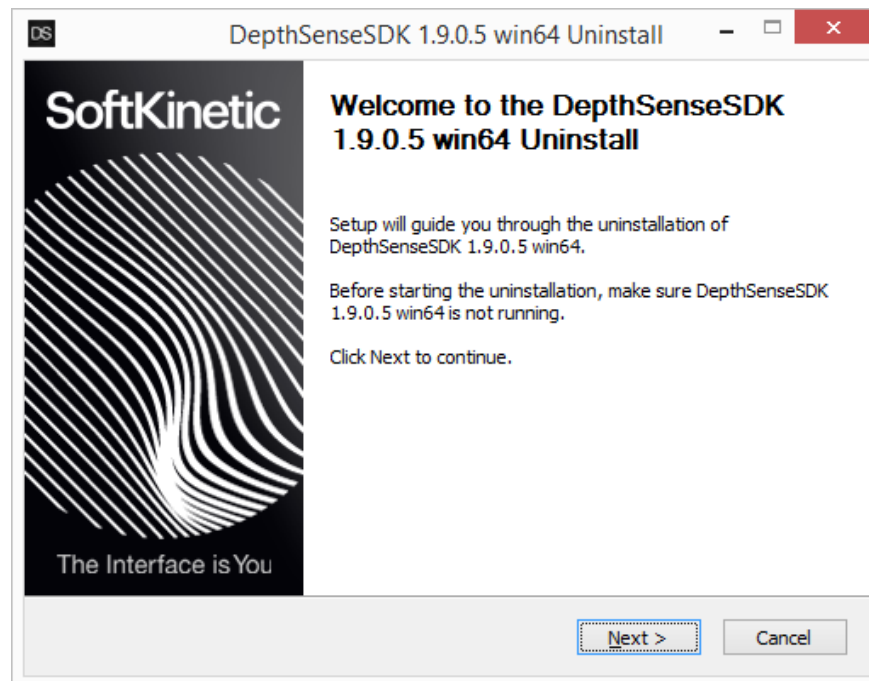 DS
DepthSenseSDK 1.9.0.5 win64 Uninstall
SoftKinetic
The Interface is You
Welcome to the DepthSenseSDK
1.9.0.5 win64 Uninstall
Setup will guide you through the uninstallation of
DepthSenseSDK 1.9.0.5 win64.
Before starting the uninstallation, make sure DepthSenseSDK
1.9.0.5 win64 is not running.
Click Next to continue.
Next >
Cancel